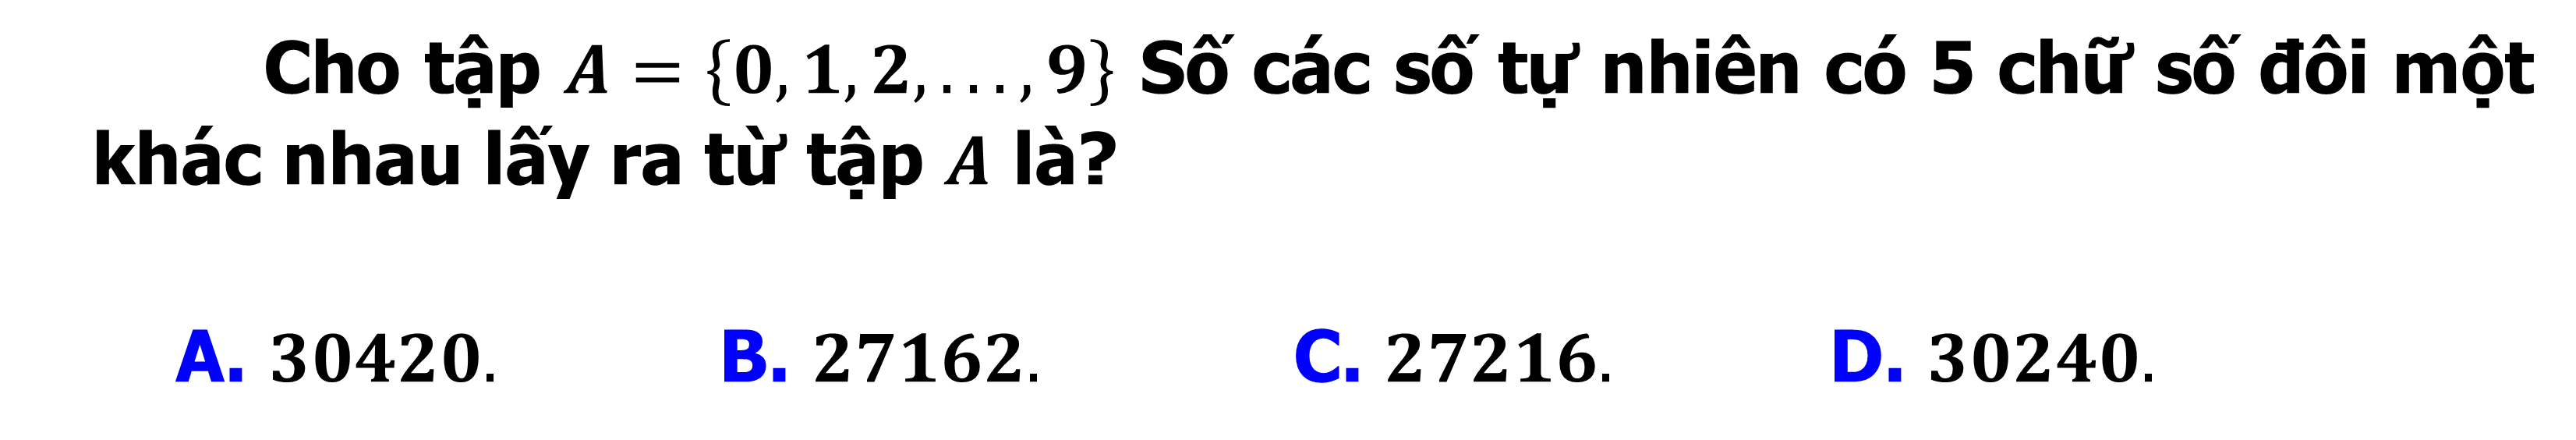 Cho tập A = {0, 1, 2, . . . , 9} Số các số tự nhiên có 5 chữ số đôi một
khác nhau lấy ra từ tập A là?
A. 30420. B. 27162. C. 27216. D. 30240.